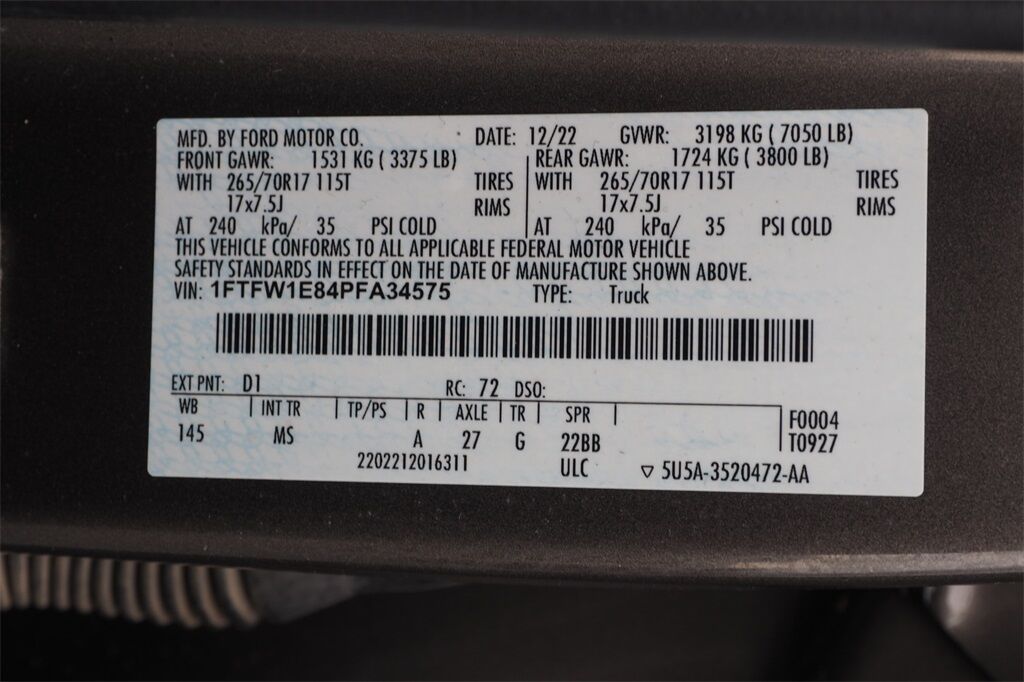 MFD. BY FORD MOTOR CO. DATE: 12/22 GVWR: 3198 KG ( 7050 LB)
FRONT GAWR: 1531 KG ( 3375 LB) REAR GAWR: 1724 KG ( 3800 LB)
WITH 265/70R17 115T TIRES WITH 265/70R17 115T TIRES
17x7.5J RIMS 17x7.5J RIMS
AT 240 kPa/ 35 PSI COLD AT 240 kPa/ 35 PSI COLD
THIS VEHICLE CONFORMS TO ALL APPLICABLE FEDERAL MOTOR VEHICLE
SAFETY STANDARDS IN EFFECT ON THE DATE OF MANUFACTURE SHOWN ABOVE.
VIN: 1FTFW1E84PFA34575 TYPE: Truck
EXT PNT: D1 RC: 72 DSO:
WB INT TR TP/PS R AXLE TR SPR F0004
145 MS A 27 G 22BB T0927
2202212016311 ULC ▽ 5U5A-3520472-AA